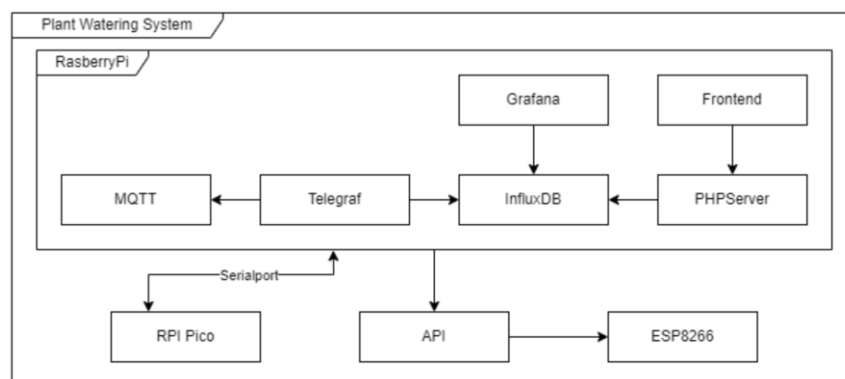 Plant Watering System
RasberryPi
Grafana
Frontend
MQTT
Telegraf
InfluxDB
PHPServer
Serialport
RPI Pico
API
ESP8266